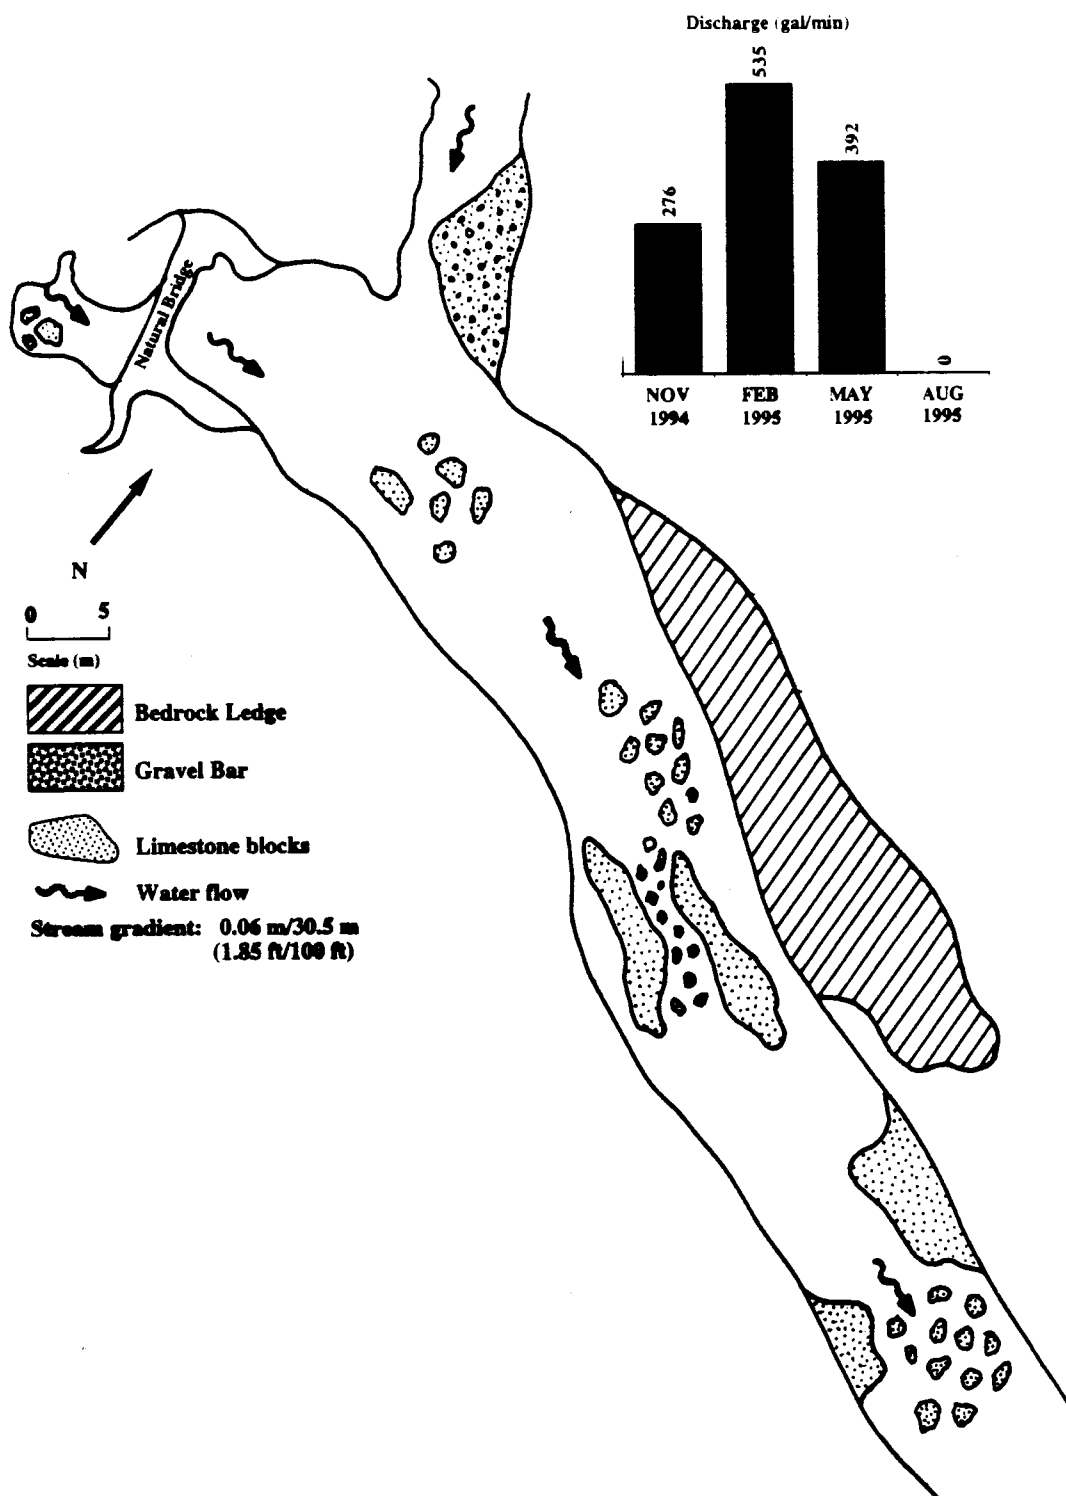 Discharge (gal/min)
276
535
392
0
NOV
1994
FEB
1995
MAY
1995
AUG
1995
Natural Bridge
N
0 5
Scale (m)
Bedrock Ledge
Gravel Bar
Limestone blocks
Water flow
Stream gradient: 0.06 m/30.5 m
(1.85 ft/100 ft)